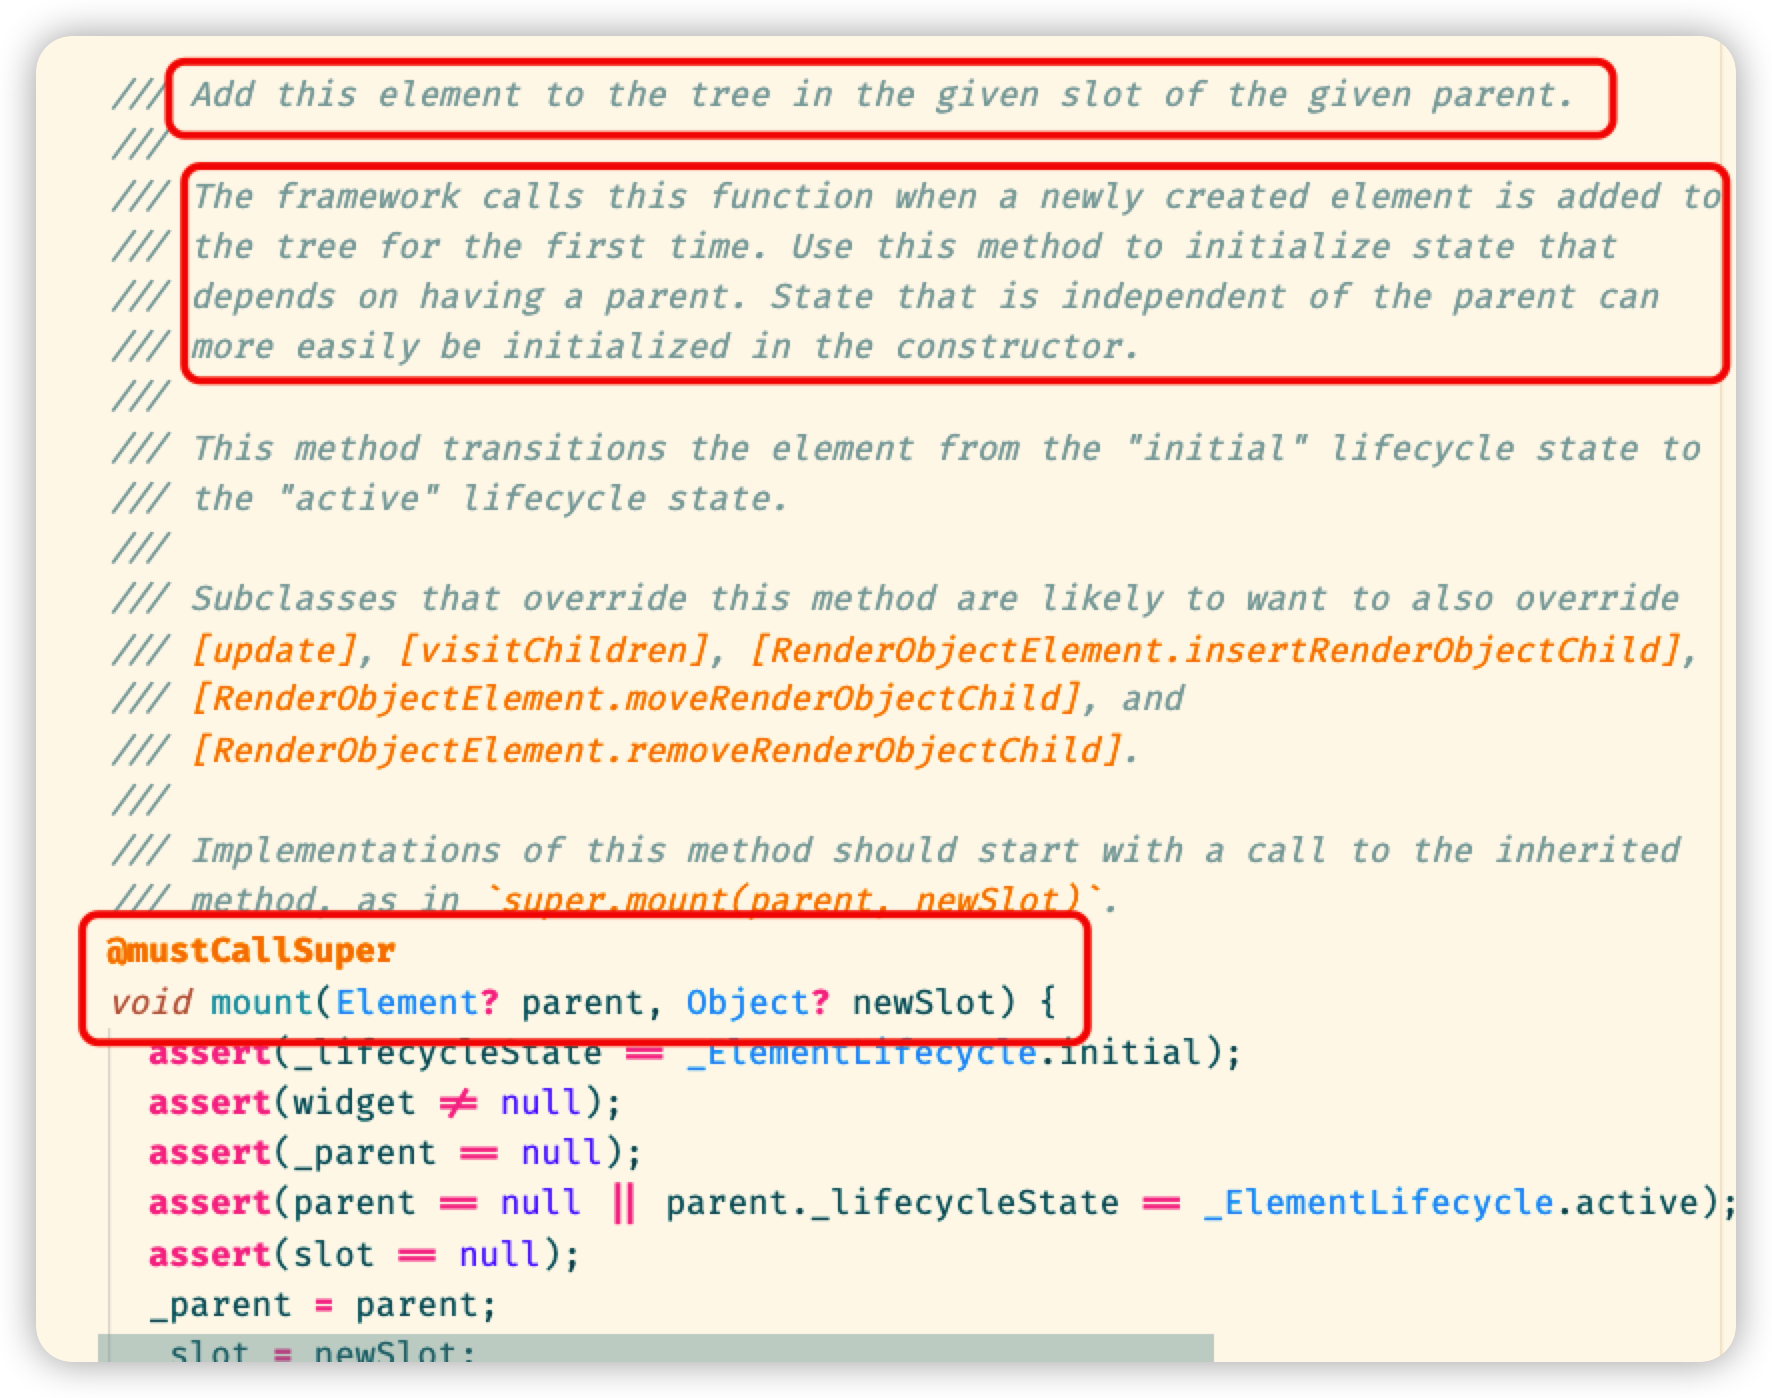 /// Add this element to the tree in the given slot of the given parent.
///
/// The framework calls this function when a newly created element is added to
/// the tree for the first time. Use this method to initialize state that
/// depends on having a parent. State that is independent of the parent can
/// more easily be initialized in the constructor.
///
/// This method transitions the element from the "initial" lifecycle state to
/// the "active" lifecycle state.
///
/// Subclasses that override this method are likely to want to also override
/// [update], [visitChildren], [RenderObjectElement.insertRenderObjectChild],
/// [RenderObjectElement.moveRenderObjectChild], and
/// [RenderObjectElement.removeRenderObjectChild].
///
/// Implementations of this method should start with a call to the inherited
/// method, as in `super.mount(parent, newSlot)`.
@mustCallSuper
void mount(Element? parent, Object? newSlot) {
assert(_lifecycleState == _ElementLifecycle.initial);
assert(widget != null);
assert(_parent == null);
assert(parent == null || parent._lifecycleState == _ElementLifecycle.active);
assert(slot == null);
_parent = parent;
_slot = newSlot;